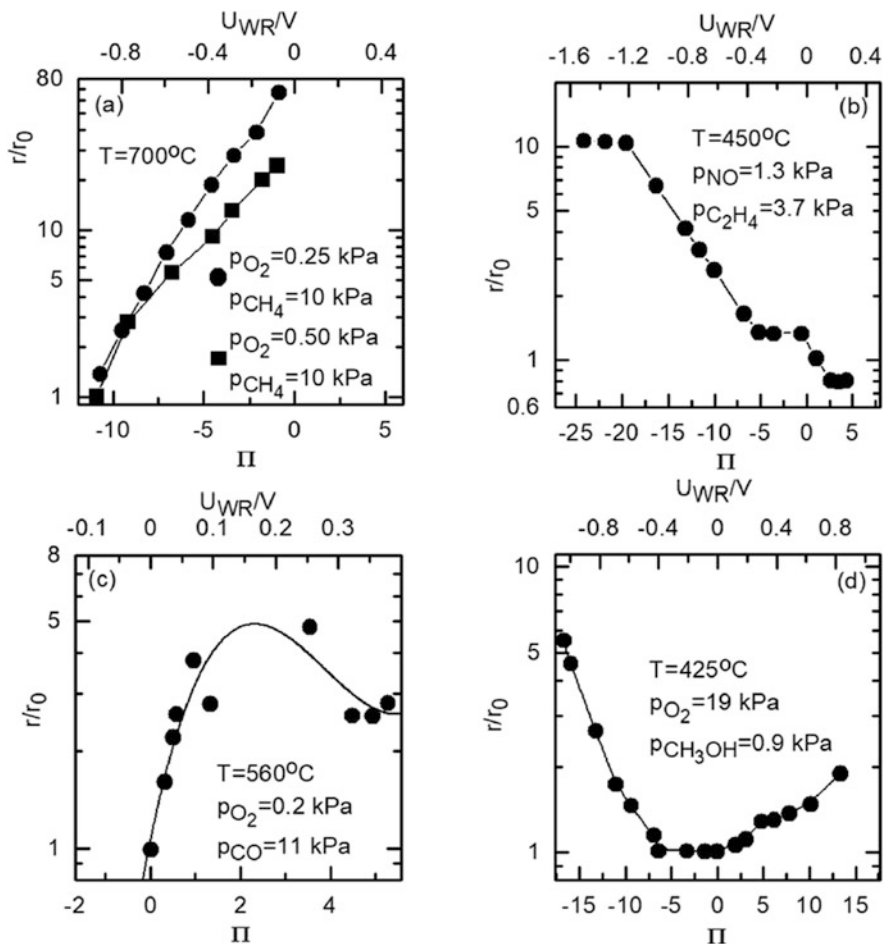 U_WR/V
-0.8 -0.4 0 0.4
80
10
5
1
r/r₀
(a)
T=700°C
p_O₂=0.25 kPa
p_CH₄=10 kPa
p_O₂=0.50 kPa
p_CH₄=10 kPa
-10 -5 0 5
Π
U_WR/V
-1.6 -1.2 -0.8 -0.4 0 0.4
10
5
1
0.6
r/r₀
(b)
T=450°C
p_NO=1.3 kPa
p_C₂H₄=3.7 kPa
-25 -20 -15 -10 -5 0 5
Π
U_WR/V
-0.1 0 0.1 0.2 0.3
8
5
1
r/r₀
(c)
T=560°C
p_O₂=0.2 kPa
p_CO=11 kPa
-2 0 2 4
Π
U_WR/V
-0.8 -0.4 0 0.4 0.8
10
5
1
r/r₀
(d)
T=425°C
p_O₂=19 kPa
p_CH₃OH=0.9 kPa
-15 -10 -5 0 5 10 15
Π